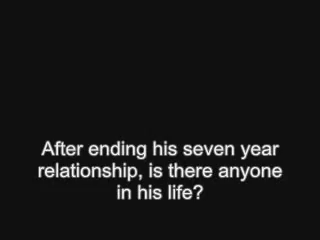 After ending his seven year
relationship, is there anyone
in his life?